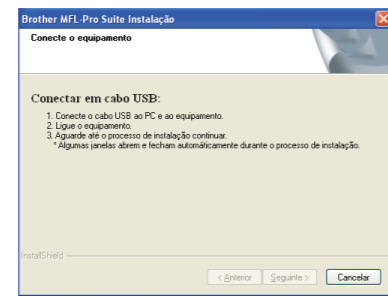 Brother MFL-Pro Suite Instalação
Conecte o equipamento
Conectar em cabo USB:
1. Conecte o cabo USB ao PC e ao equipamento.
2. Ligue o equipamento.
3. Aguarde até o processo de instalação continuar.
* Algumas janelas abrem e fecham automáticamente durante o processo de instalação.
InstallShield
< Anterior Seguinte > Cancelar